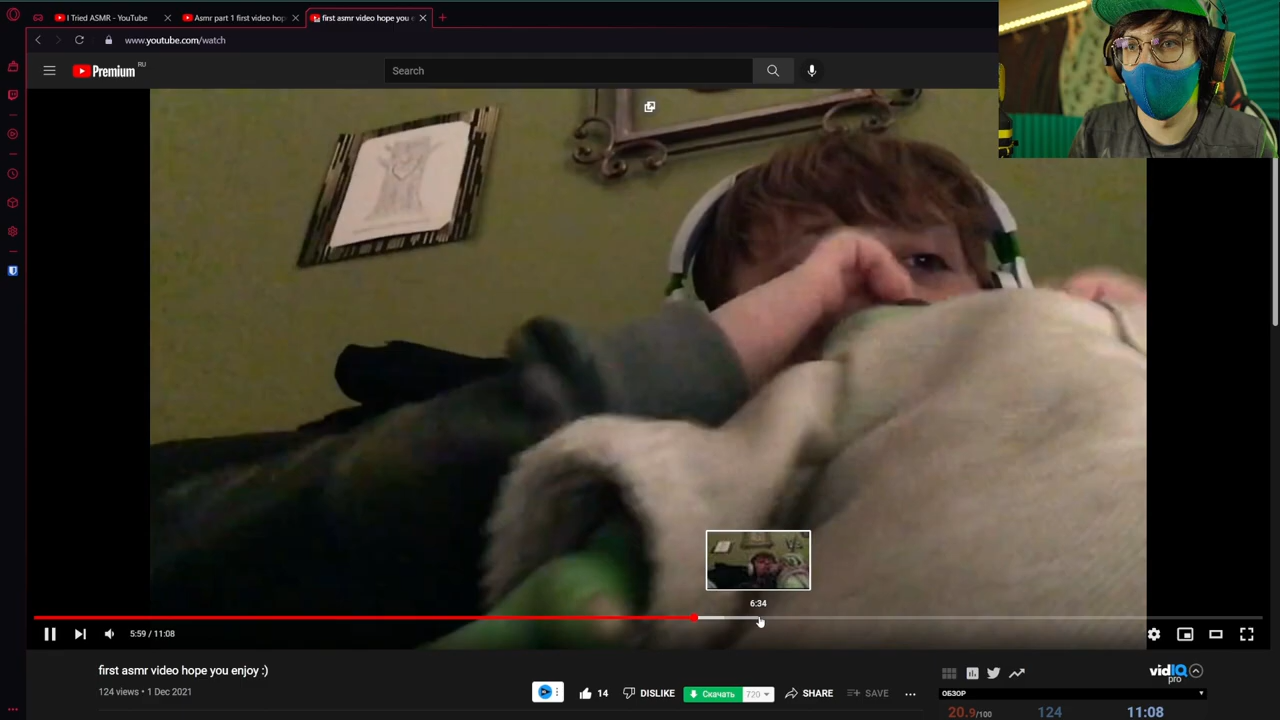 I Tried ASMR - YouTube
Asmr part 1 first video hop
first asmr video hope you e
www.youtube.com/watch
Premium
RU
Search
6:34
5:59 / 11:08
first asmr video hope you enjoy :)
124 views • 1 Dec 2021
14
DISLIKE
Скачать
720
SHARE
SAVE
vidIQ
pro
ОБЗОР
20.9/100
124
11:08